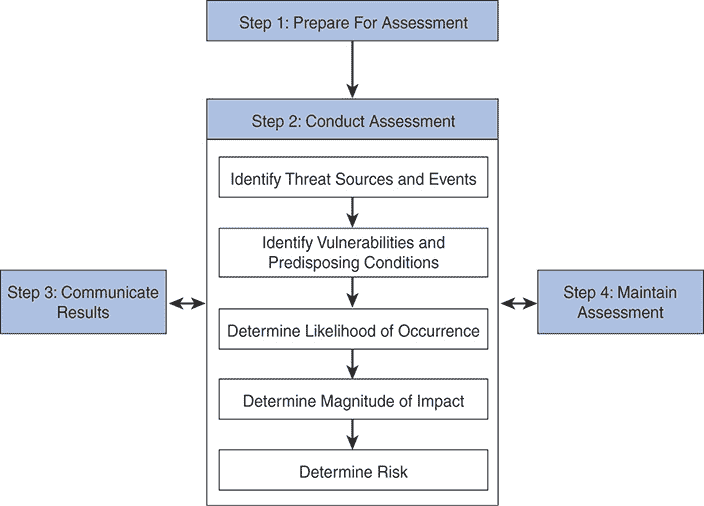 Step 1: Prepare For Assessment
Step 2: Conduct Assessment
Identify Threat Sources and Events
Identify Vulnerabilities and
Predisposing Conditions
Step 3: Communicate
Results
Step 4: Maintain
Assessment
Determine Likelihood of Occurrence
Determine Magnitude of Impact
Determine Risk